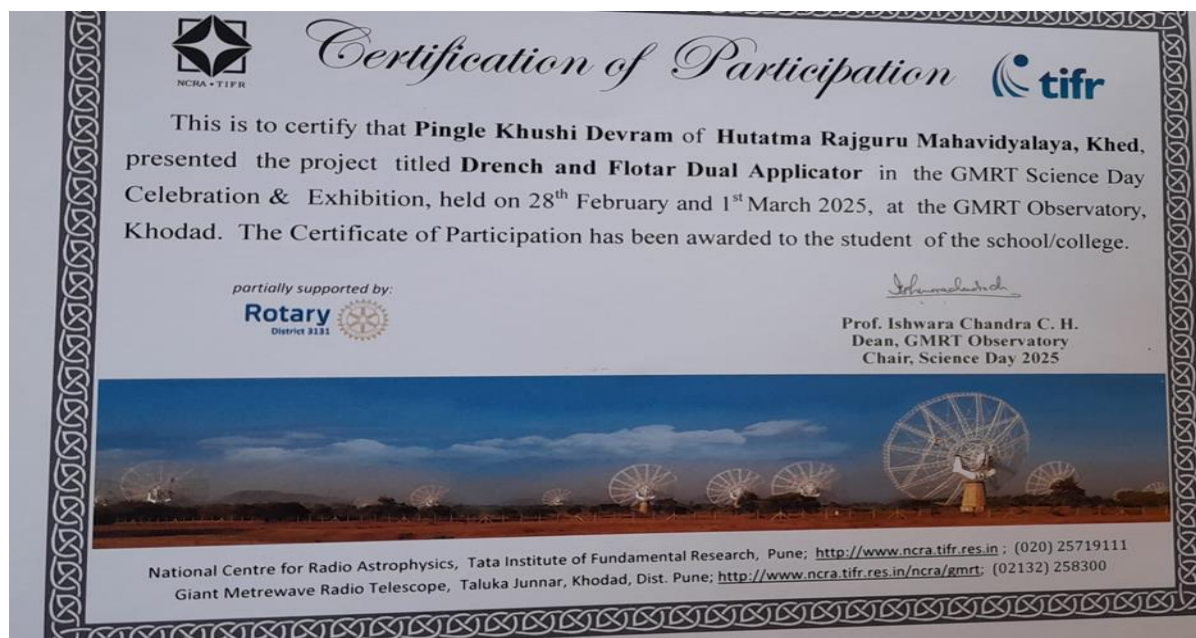 Certification of Participation
NCRA • TIFR
tifr
This is to certify that Pingle Khushi Devram of Hutatma Rajguru Mahavidyalaya, Khed,
presented the project titled Drench and Flotar Dual Applicator in the GMRT Science Day
Celebration & Exhibition, held on 28th February and 1st March 2025, at the GMRT Observatory,
Khodad. The Certificate of Participation has been awarded to the student of the school/college.
partially supported by:
Rotary
District 3131
Prof. Ishwara Chandra C. H.
Dean, GMRT Observatory
Chair, Science Day 2025
National Centre for Radio Astrophysics, Tata Institute of Fundamental Research, Pune; http://www.ncra.tifr.res.in ; (020) 25719111
Giant Metrewave Radio Telescope, Taluka Junnar, Khodad, Dist. Pune; http://www.ncra.tifr.res.in/ncra/gmrt; (02132) 258300